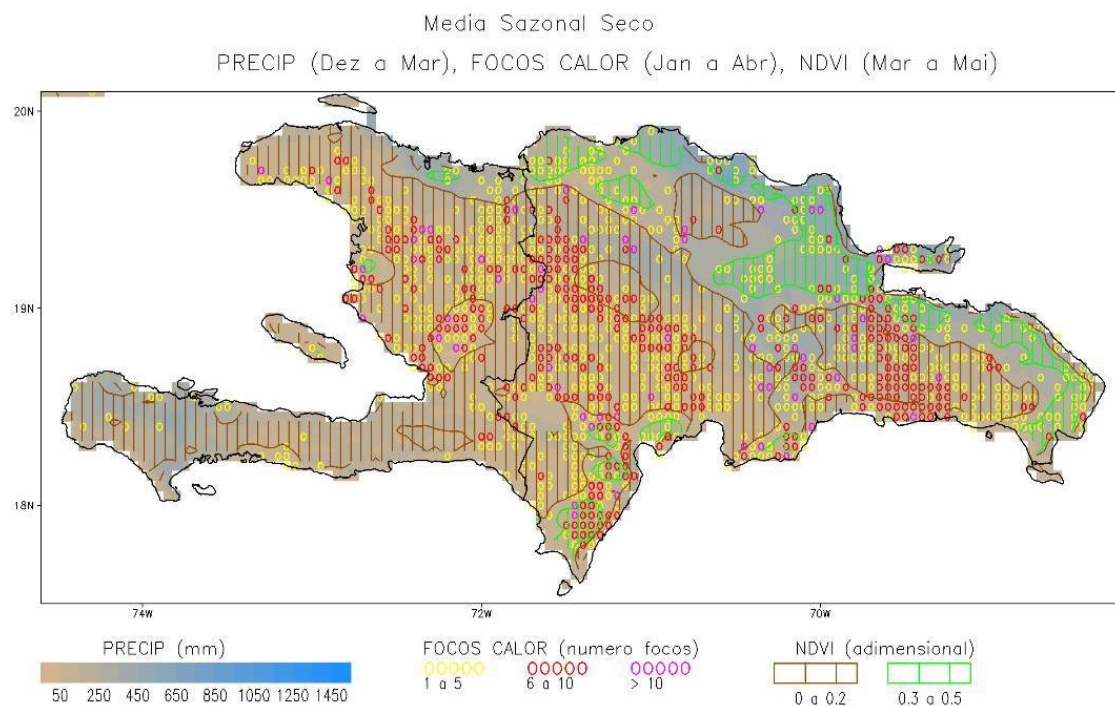 Media Sazonal Seco
PRECIP (Dez a Mar), FOCOS CALOR (Jan a Abr), NDVI (Mar a Mai)
20N
19N
18N
74W 72W 70W
PRECIP (mm) FOCOS CALOR (numero focos) NDVI (adimensional)
50 250 450 650 850 1050 1250 1450
1 a 5 6 a 10 > 10
0 a 0.2 0.3 a 0.5